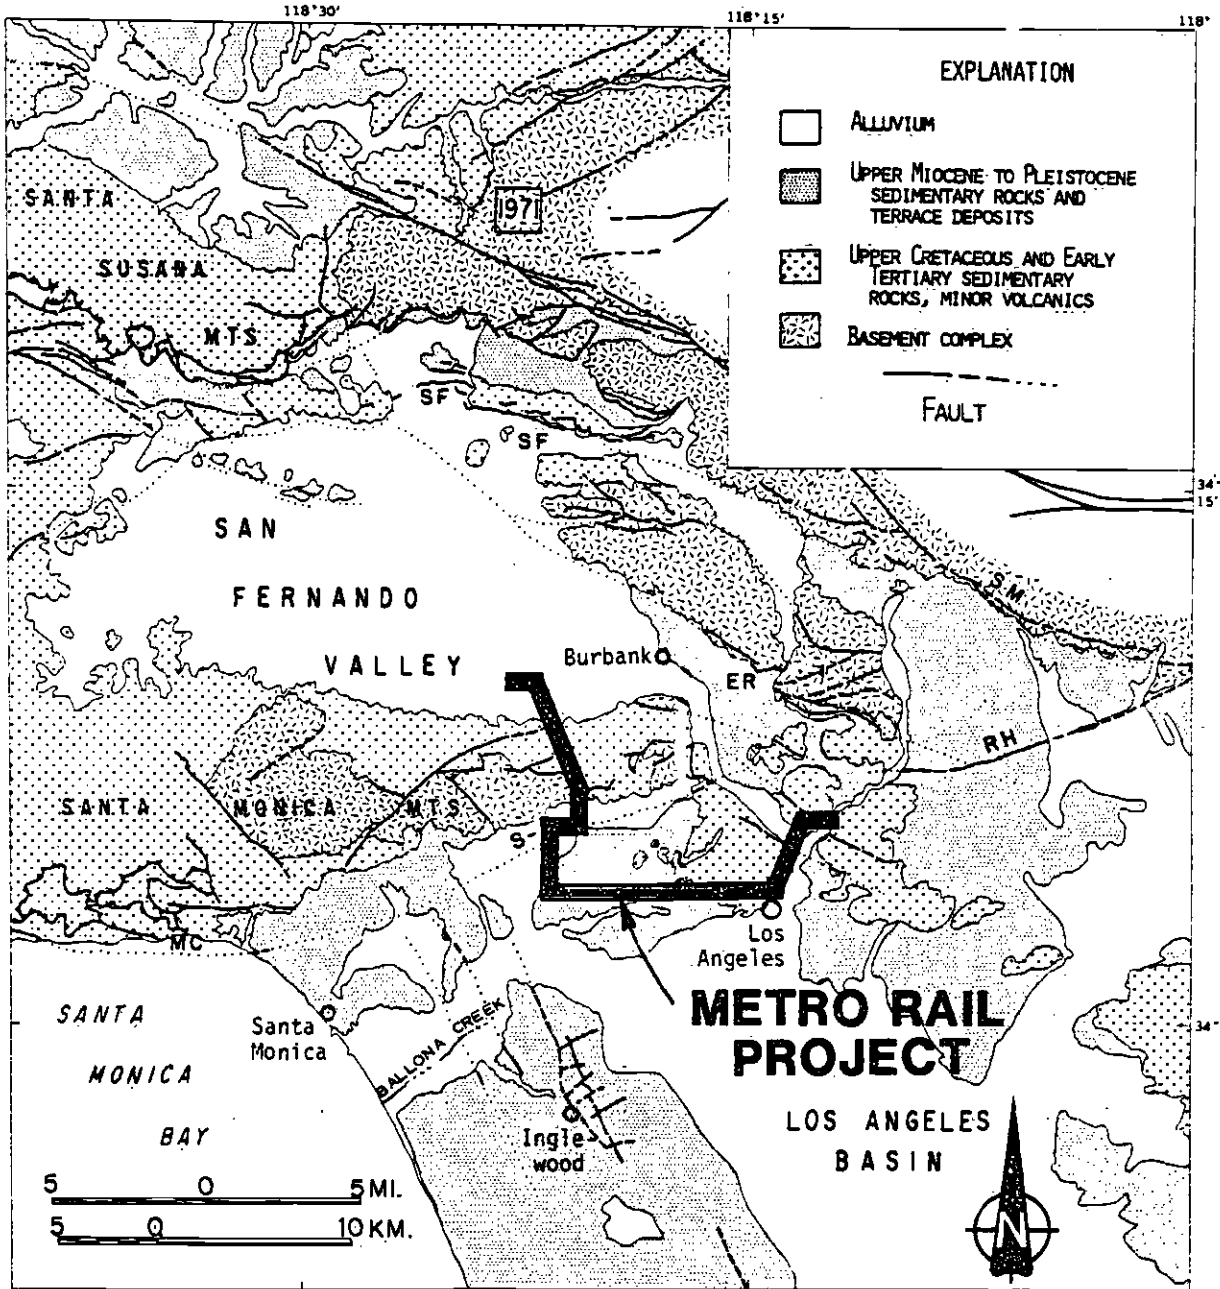 118°30'
118°15'
118°
EXPLANATION
ALLUVIUM
UPPER MIOCENE TO PLEISTOCENE
SEDIMENTARY ROCKS AND
TERRACE DEPOSITS
UPPER CRETACEOUS AND EARLY
TERTIARY SEDIMENTARY
ROCKS, MINOR VOLCANICS
BASEMENT COMPLEX
FAULT
SANTA
SUSANA
MTS
1971
SF
SF
34°
15'
SAN
FERNANDO
VALLEY
SM
Burbank
ER
RH
SANTA
MONICA
MTS
S
MC
Los
Angeles
METRO RAIL
PROJECT
SANTA
MONICA
BAY
Santa
Monica
BALLONA CREEK
34°
Ingle-
wood
LOS ANGELES
BASIN
5 0 5 MI.
5 0 10 KM.
N